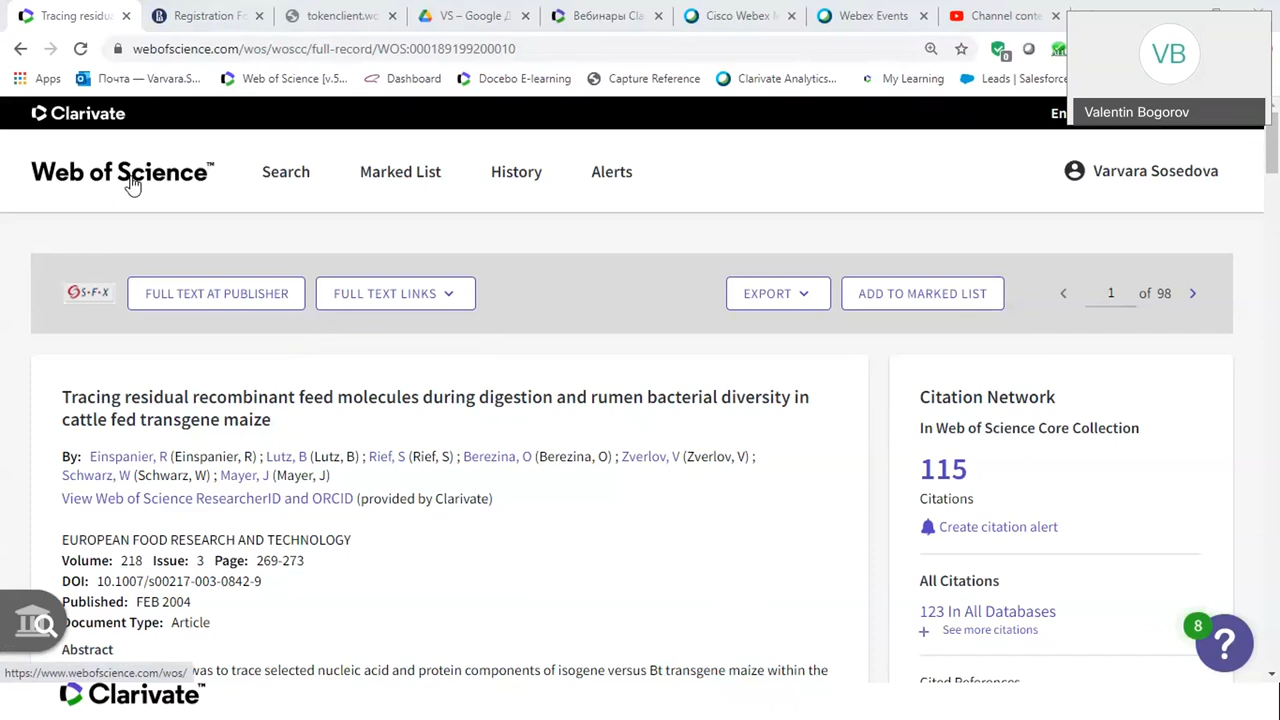 Tracing residu
Registration Fo
tokenclient.wo
VS – Google Д
Вебинары Cla
Cisco Webex M
Webex Events
Channel conte
webofscience.com/wos/woscc/full-record/WOS:000189199200010
Apps
Почта — Varvara.S...
Web of Science [v.5...
Dashboard
Docebo E-learning
Capture Reference
Clarivate Analytics...
My Learning
Leads | Salesforce
VB
Valentin Bogorov
Clarivate
En
Web of Science™
Search
Marked List
History
Alerts
Varvara Sosedova
S·F·X
FULL TEXT AT PUBLISHER
FULL TEXT LINKS
EXPORT
ADD TO MARKED LIST
1 of 98
Tracing residual recombinant feed molecules during digestion and rumen bacterial diversity in
cattle fed transgene maize
By: Einspanier, R (Einspanier, R) ; Lutz, B (Lutz, B) ; Rief, S (Rief, S) ; Berezina, O (Berezina, O) ; Zverlov, V (Zverlov, V) ;
Schwarz, W (Schwarz, W) ; Mayer, J (Mayer, J)
View Web of Science ResearcherID and ORCID (provided by Clarivate)
EUROPEAN FOOD RESEARCH AND TECHNOLOGY
Volume: 218 Issue: 3 Page: 269-273
DOI: 10.1007/s00217-003-0842-9
Published: FEB 2004
Document Type: Article
Abstract
was to trace selected nucleic acid and protein components of isogene versus Bt transgene maize within the
Citation Network
In Web of Science Core Collection
115
Citations
Create citation alert
All Citations
123 In All Databases
+ See more citations
Cited References
8
?
https://www.webofscience.com/wos/
Clarivate™